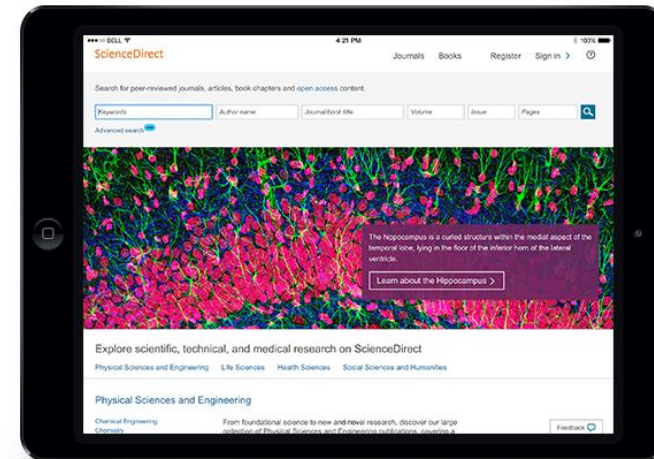 BELL 4:21 PM 100%
ScienceDirect
Journals Books Register Sign in > ?
Search for peer-reviewed journals, articles, book chapters and open access content.
Keywords Author name Journal/book title Volume Issue Pages
Advanced search
The hippocampus is a curled structure within the medial aspect of the
temporal lobe, lying in the floor of the inferior horn of the lateral
ventricle.
Learn about the Hippocampus >
Explore scientific, technical, and medical research on ScienceDirect
Physical Sciences and Engineering Life Sciences Health Sciences Social Sciences and Humanities
Physical Sciences and Engineering
Chemical Engineering
Chemistry
From foundational science to new and novel research, discover our large
collection of Physical Sciences and Engineering publications, covering a
Feedback